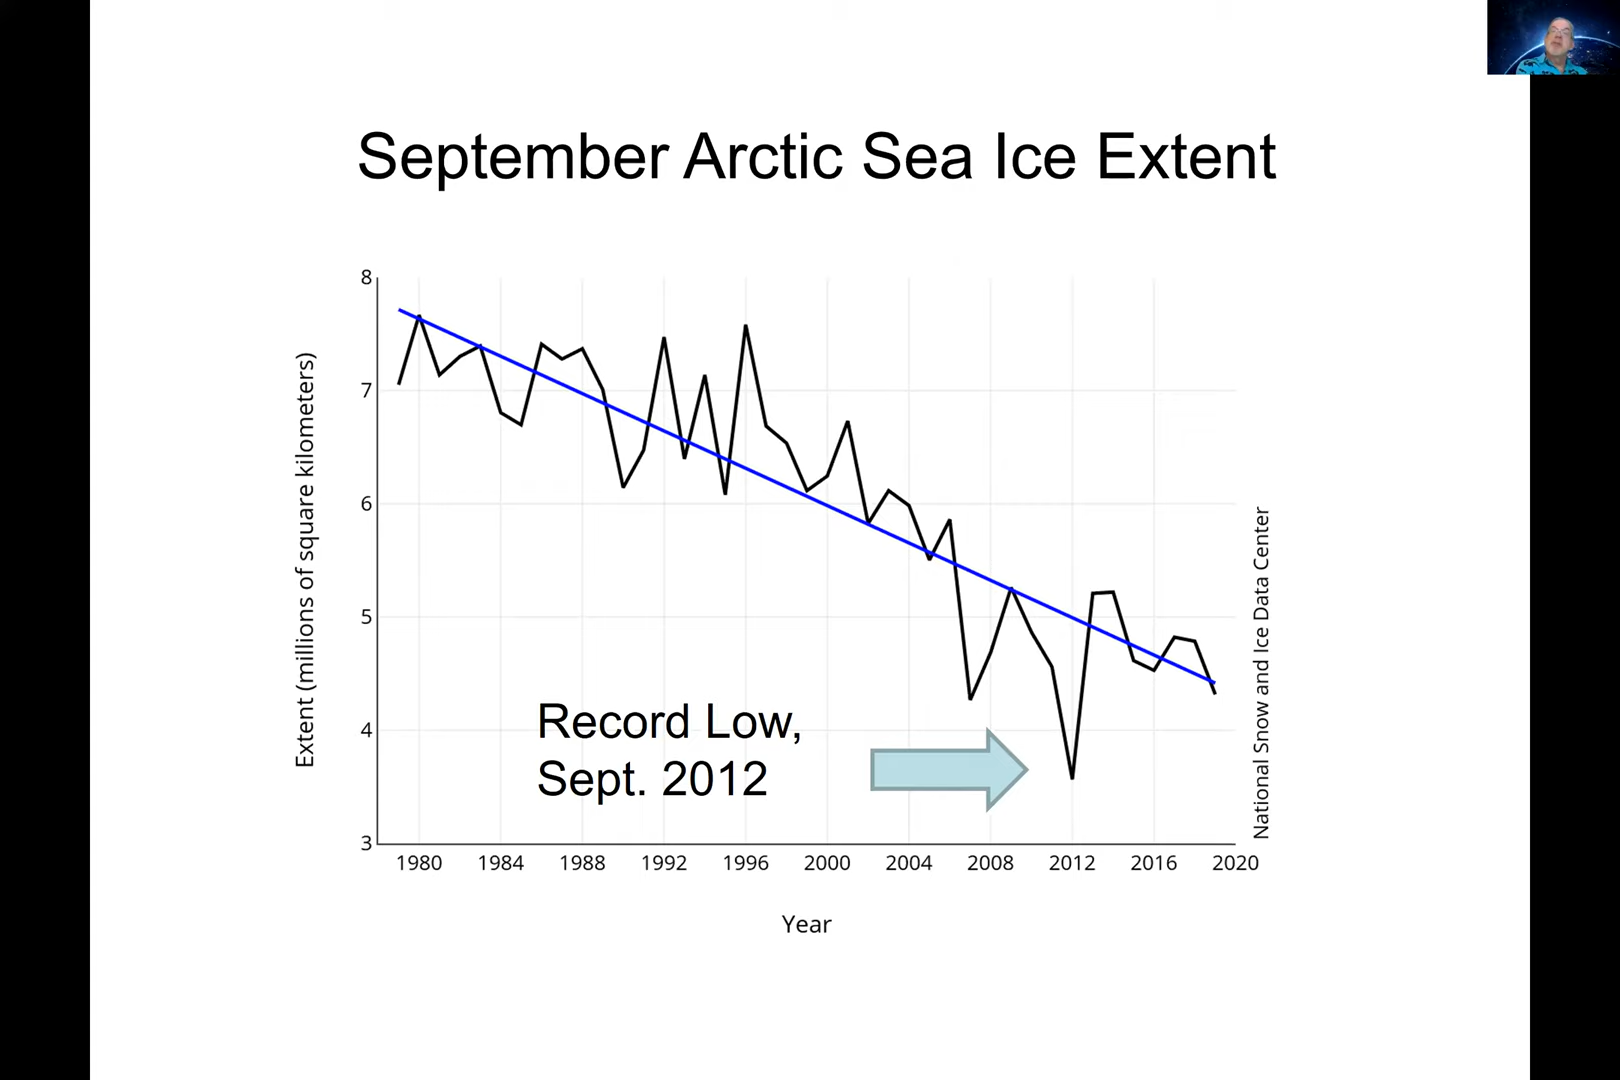 September Arctic Sea Ice Extent
Extent (millions of square kilometers)
8
7
6
5
4
3
Record Low,
Sept. 2012
1980 1984 1988 1992 1996 2000 2004 2008 2012 2016 2020
Year
National Snow and Ice Data Center